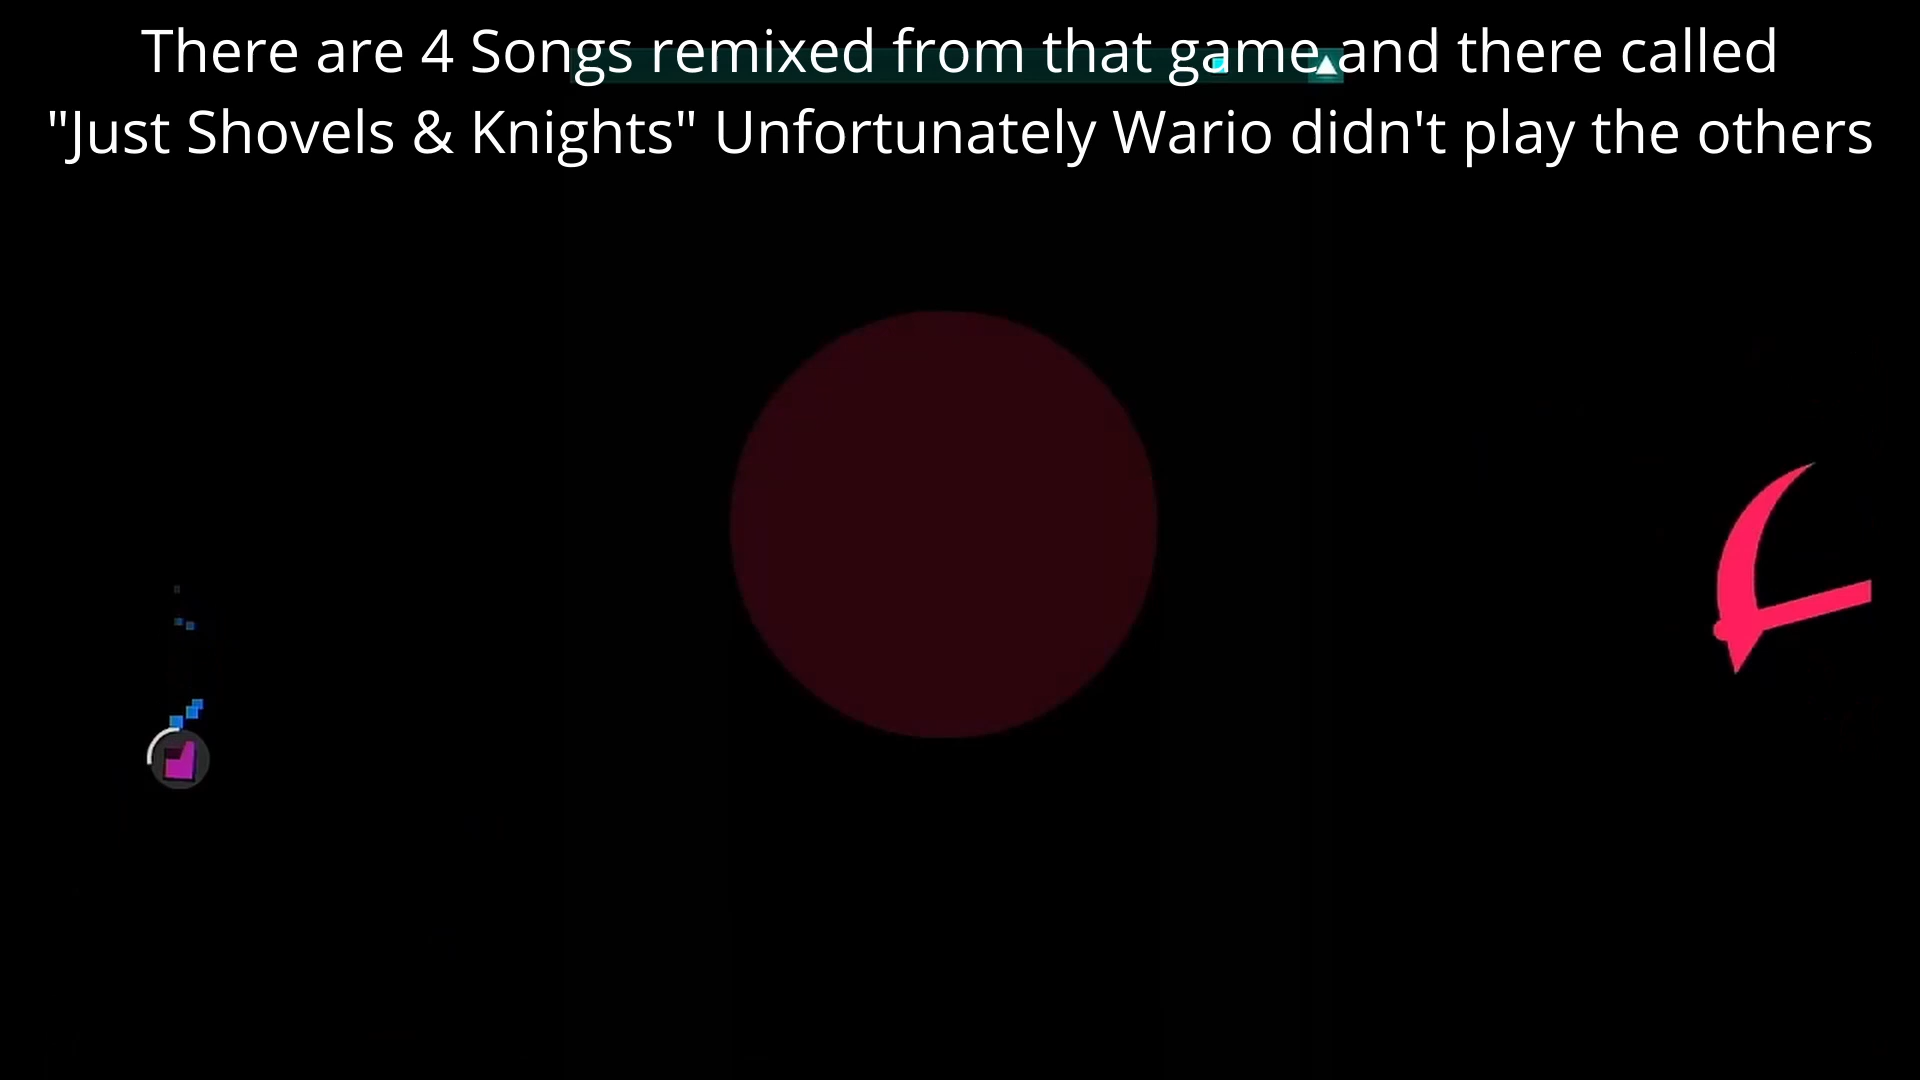 There are 4 Songs remixed from that game and there called
"Just Shovels & Knights" Unfortunately Wario didn't play the others